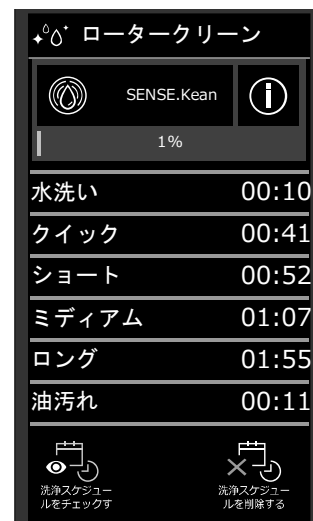 ロータークリーン
SENSE.Kean
1%
水洗い 00:10
クイック 00:41
ショート 00:52
ミディアム 01:07
ロング 01:55
油汚れ 00:11
洗浄スケジュー
ルをチェックす
洗浄スケジュー
ルを削除する